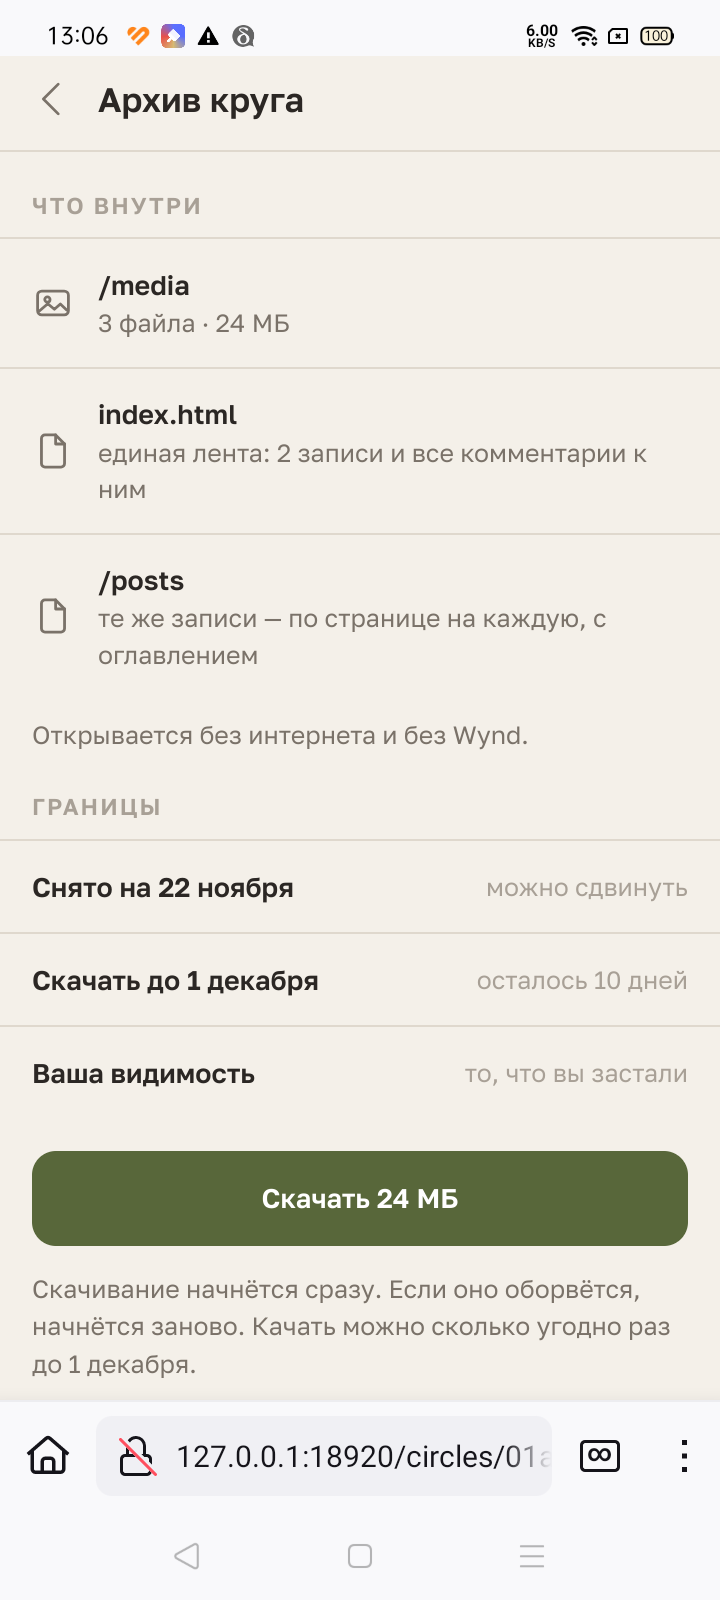 13:06
6.00
KB/S
100
Архив круга
ЧТО ВНУТРИ
/media
3 файла · 24 МБ
index.html
единая лента: 2 записи и все комментарии к
ним
/posts
те же записи — по странице на каждую, с
оглавлением
Открывается без интернета и без Wynd.
ГРАНИЦЫ
Снято на 22 ноября
можно сдвинуть
Скачать до 1 декабря
осталось 10 дней
Ваша видимость
то, что вы застали
Скачать 24 МБ
Скачивание начнётся сразу. Если оно оборвётся,
начнётся заново. Качать можно сколько угодно раз
до 1 декабря.
127.0.0.1:18920/circles/01a